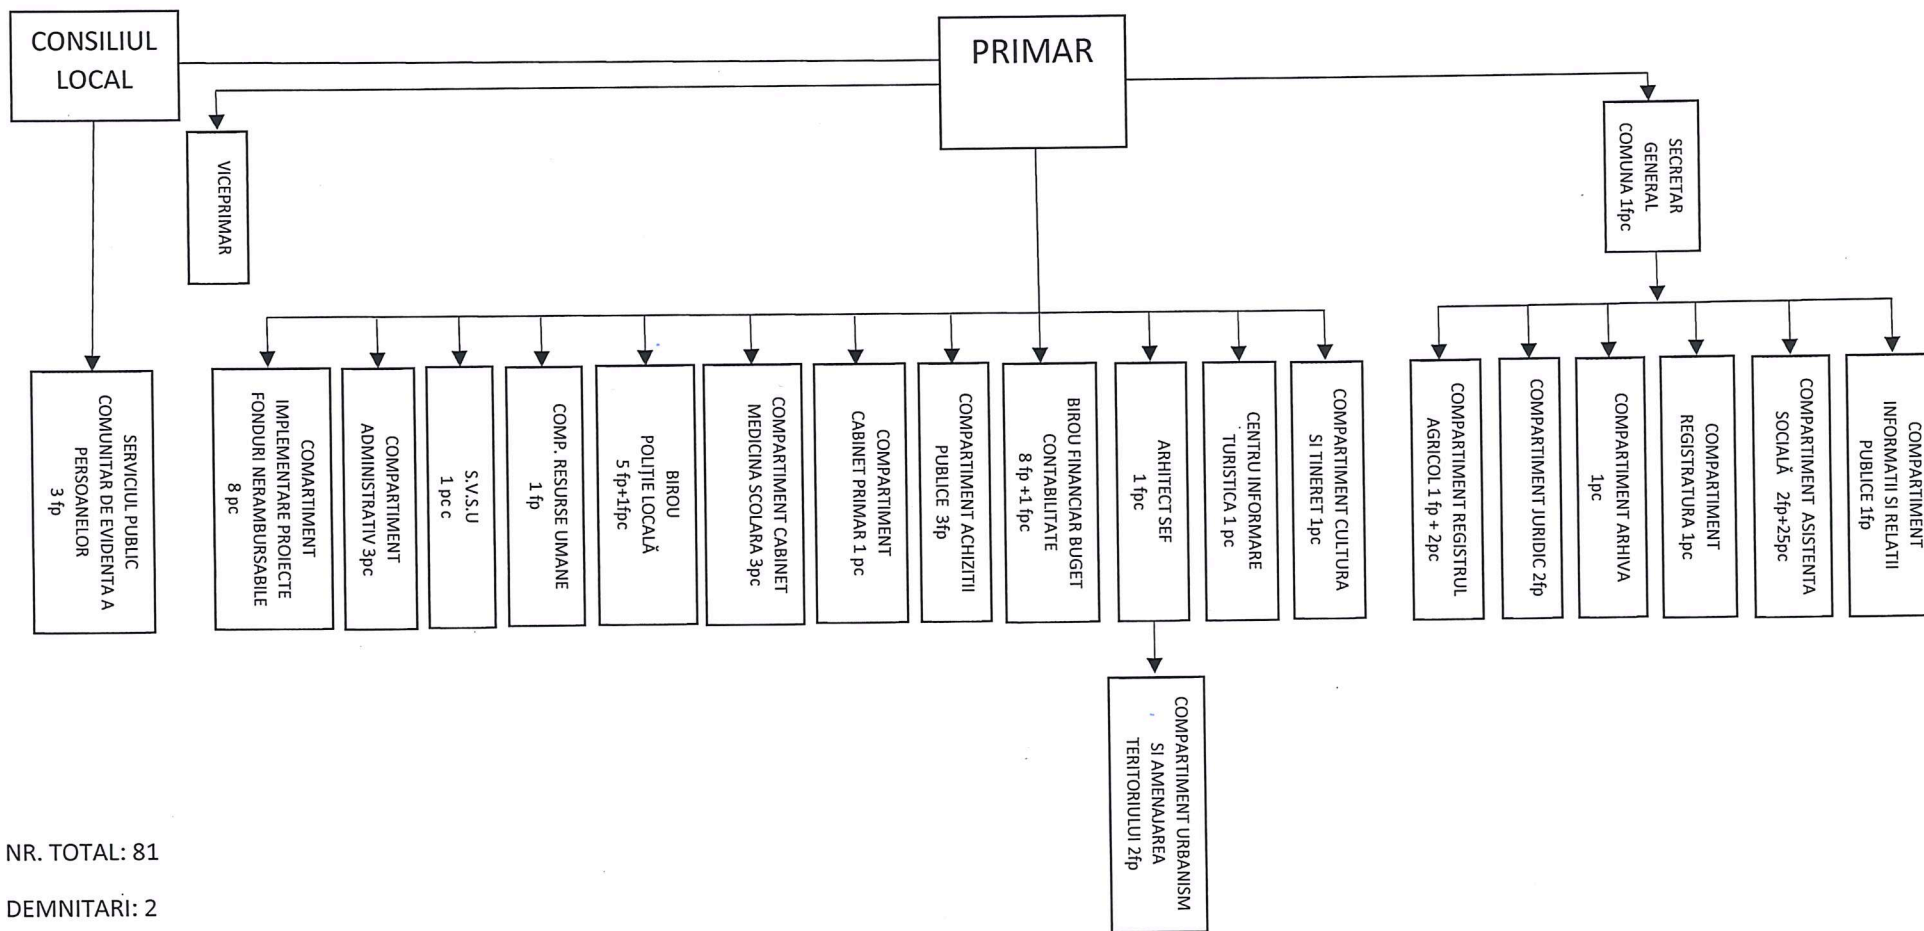 CONSILIUL
LOCAL
PRIMAR
VICEPRIMAR
SECRETAR
GENERAL
COMUNA 1fpc
SERVICIUL PUBLIC
COMUNITAR DE EVIDENTA A
PERSOANELOR
3 fp
COMARTIMENT
IMPLEMENTARE PROIECTE
FONDURI NERAMBURSABILE
8 pc
COMPARTIMENT
ADMINISTRATIV 3pc
S.V.S.U
1 pc c
COMP. RESURSE UMANE
1 fp
BIROU
POLIȚIE LOCALĂ
5 fp+1fpc
COMPARTIMENT CABINET
MEDICINA SCOLARA 3pc
COMPARTIMENT
CABINET PRIMAR 1 pc
COMPARTIMENT ACHIZITII
PUBLICE 3fp
BIROU FINANCIAR BUGET
CONTABILITATE
8 fp +1 fpc
ARHITECT SEF
1 fpc
CENTRU INFORMARE
TURISTICA 1 pc
COMPARTIMENT CULTURA
SI TINERET 1pc
COMPARTIMENT REGISTRUL
AGRICOL 1 fp + 2pc
COMPARTIMENT JURIDIC 2fp
COMPARTIMENT ARHIVA
1pc
COMPARTIMENT
REGISTRATURA 1pc
COMPARTIMENT ASISTENTA
SOCIALĂ 2fp+25pc
COMPARTIMENT
INFORMATII SI RELATII
PUBLICE 1fp
COMPARTIMENT URBANISM
SI AMENAJAREA
TERITORIULUI 2fp
NR. TOTAL: 81
DEMNITARI: 2